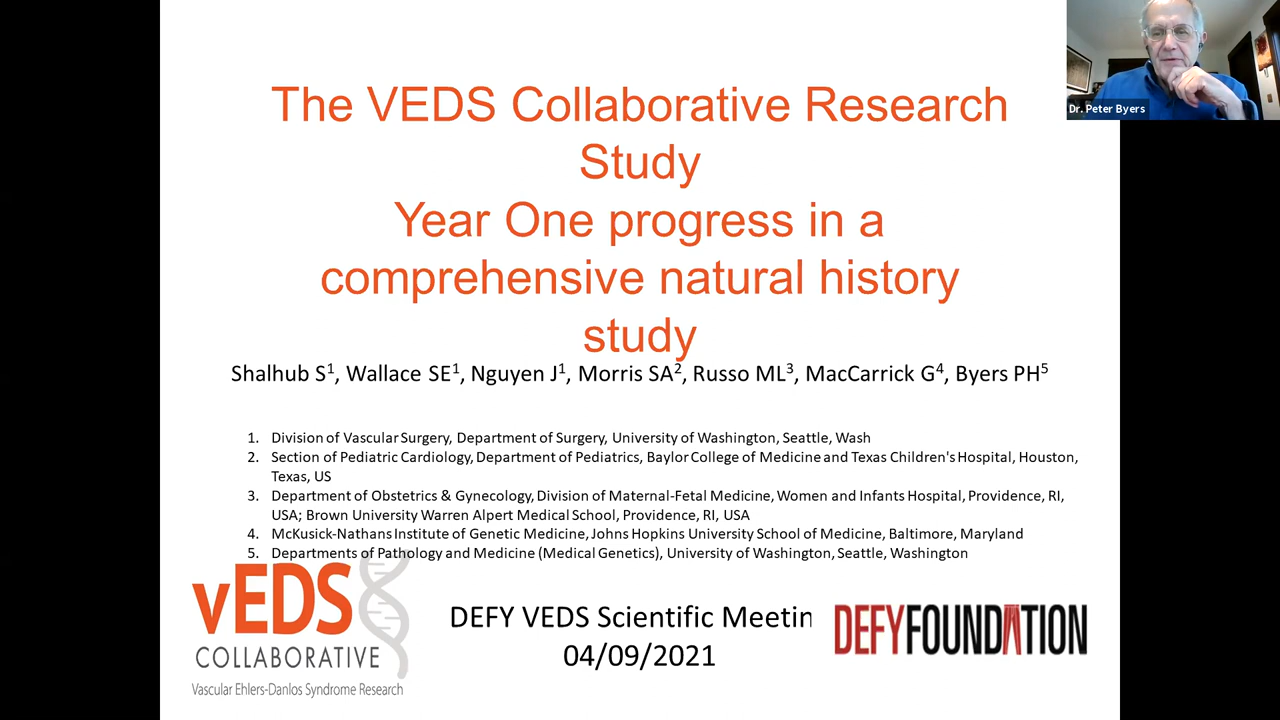 The VEDS Collaborative Research
Study
Year One progress in a
comprehensive natural history
study
Shalhub S1, Wallace SE1, Nguyen J1, Morris SA2, Russo ML3, MacCarrick G4, Byers PH5
1. Division of Vascular Surgery, Department of Surgery, University of Washington, Seattle, Wash
2. Section of Pediatric Cardiology, Department of Pediatrics, Baylor College of Medicine and Texas Children's Hospital, Houston,
Texas, US
3. Department of Obstetrics & Gynecology, Division of Maternal-Fetal Medicine, Women and Infants Hospital, Providence, RI,
USA; Brown University Warren Alpert Medical School, Providence, RI, USA
4. McKusick-Nathans Institute of Genetic Medicine, Johns Hopkins University School of Medicine, Baltimore, Maryland
5. Departments of Pathology and Medicine (Medical Genetics), University of Washington, Seattle, Washington
vEDS
COLLABORATIVE
Vascular Ehlers-Danlos Syndrome Research
DEFY VEDS Scientific Meetin
04/09/2021
DEFYFOUNDATION
Dr. Peter Byers